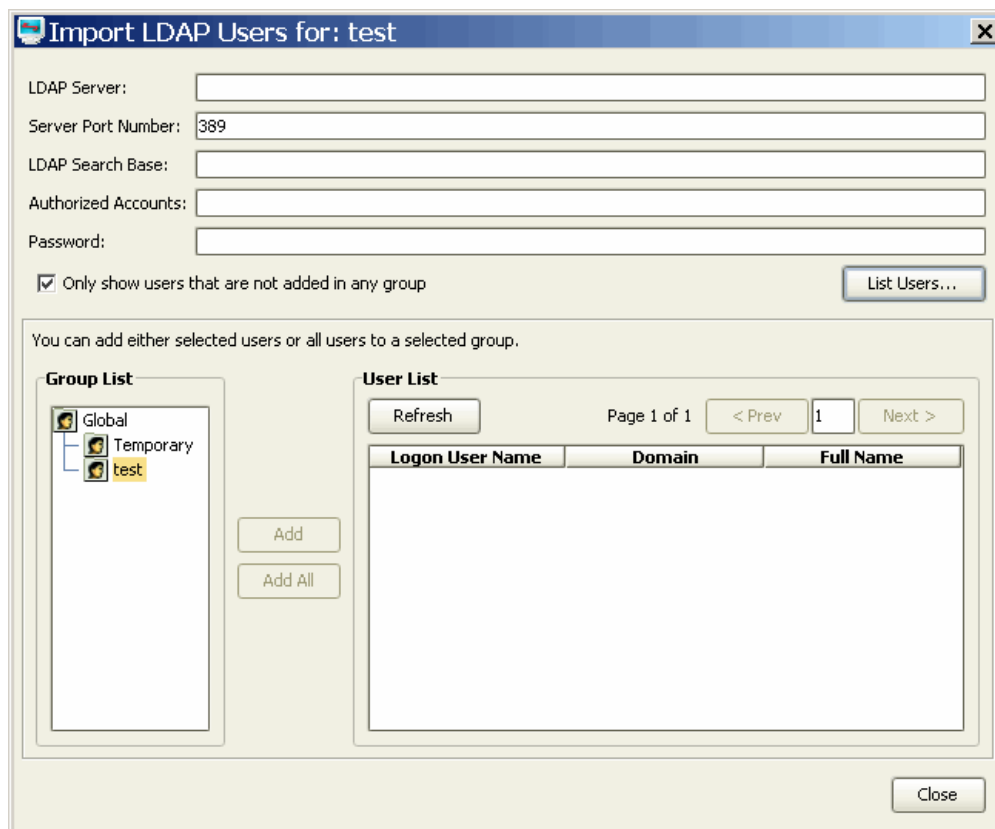 Import LDAP Users for: test
LDAP Server:
Server Port Number: 389
LDAP Search Base:
Authorized Accounts:
Password:
Only show users that are not added in any group
List Users...
You can add either selected users or all users to a selected group.
Group List
Global
Temporary
test
Add
Add All
User List
Refresh
Page 1 of 1
< Prev
1
Next >
Logon User Name Domain Full Name
Close